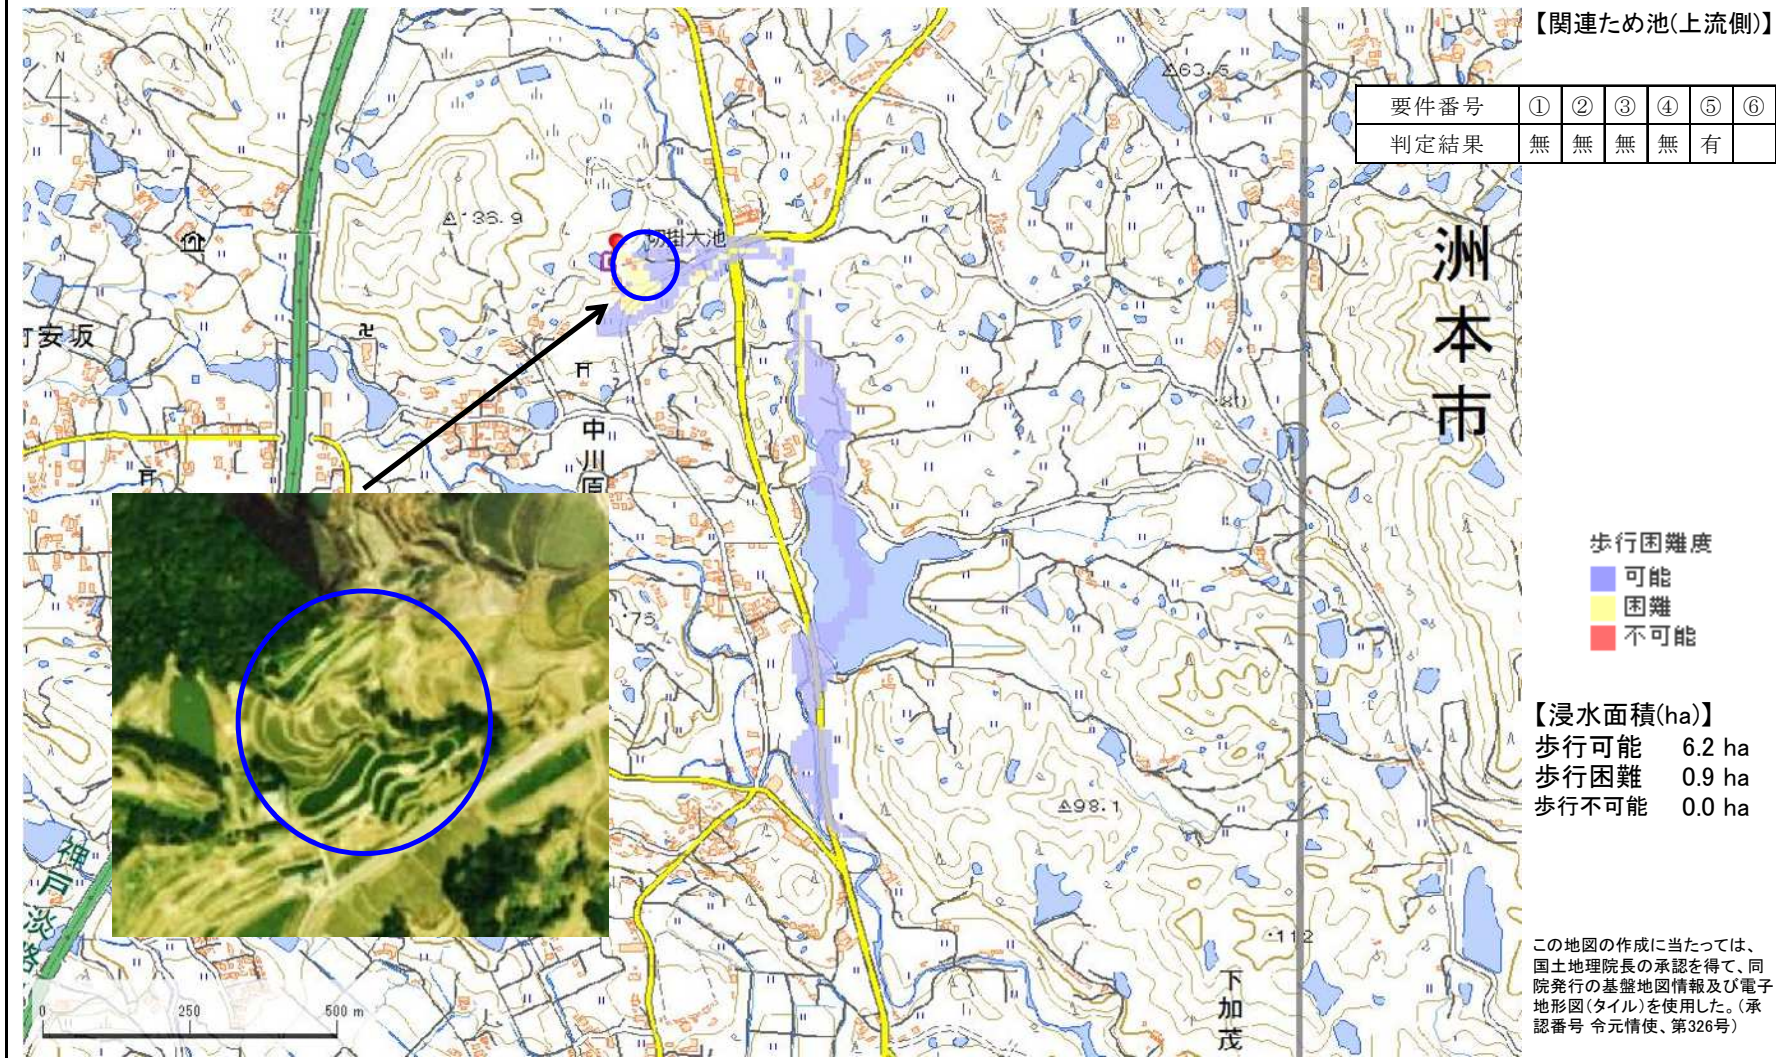 【関連ため池(上流側)】
要件番号 ① ② ③ ④ ⑤ ⑥
判定結果 無 無 無 無 有
N
△63.5
△136.9
切掛大池
洲本市
安坂
中川原
・80
・76
△98.1
・112
神戸淡路
下加茂
0 250 500 m
歩行困難度
可能
困難
不可能
【浸水面積(ha)】
歩行可能 6.2 ha
歩行困難 0.9 ha
歩行不可能 0.0 ha
この地図の作成に当たっては、
国土地理院長の承認を得て、同
院発行の基盤地図情報及び電子
地形図(タイル)を使用した。(承
認番号 令元情使、第326号)